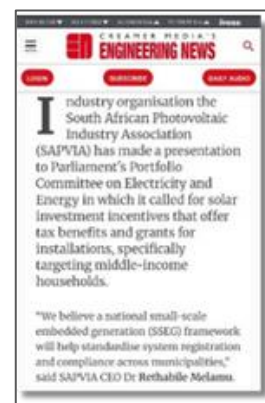 CREAMER MEDIA'S
ENGINEERING NEWS
LOGIN
SUBSCRIBE
DAILY AUDIO
Industry organisation the
South African Photovoltaic
Industry Association
(SAPVIA) has made a presentation
to Parliament's Portfolio
Committee on Electricity and
Energy in which it called for solar
investment incentives that offer
tax benefits and grants for
installations, specifically
targeting middle-income
households.
"We believe a national small-scale
embedded generation (SSEG) framework
will help standardise system registration
and compliance across municipalities,"
said SAPVIA CEO Dr Rethabile Melamu.